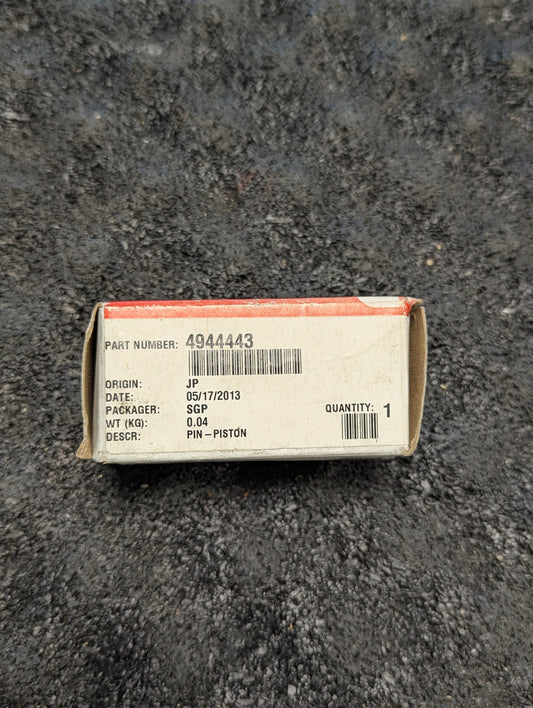 PART NUMBER: 4944443
ORIGIN: JP
DATE: 05/17/2013
PACKAGER: SGP
WT (KG): 0.04
DESCR: PIN-PISTON
QUANTITY: 1